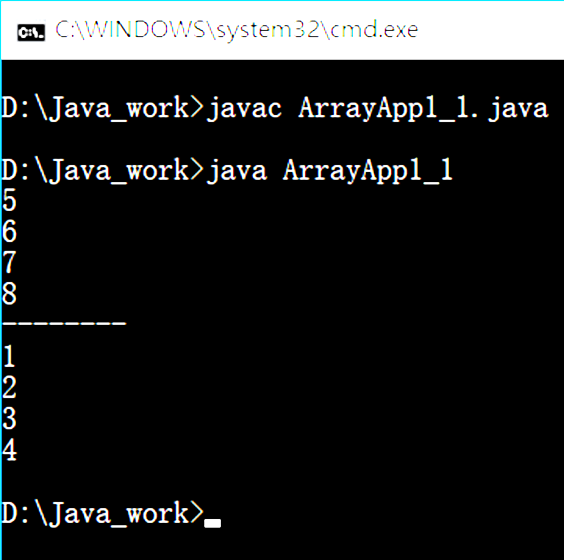 C:\WINDOWS\system32\cmd.exe
D:\Java_work>javac ArrayApp1_1.java
D:\Java_work>java ArrayApp1_1
5
6
7
8
--------
1
2
3
4
D:\Java_work>